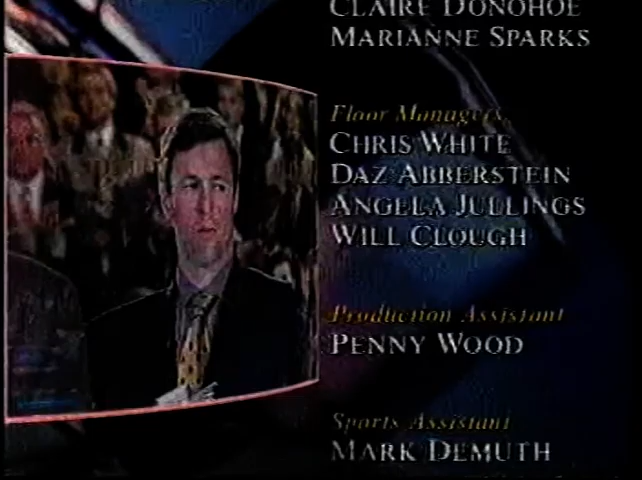 CLAIRE DONOHOE
MARIANNE SPARKS
Floor Managers
CHRIS WHITE
DAZ ABBERSTEIN
ANGELA JULLINGS
WILL CLOUGH
Production Assistant
PENNY WOOD
Sports Assistant
MARK DEMUTH